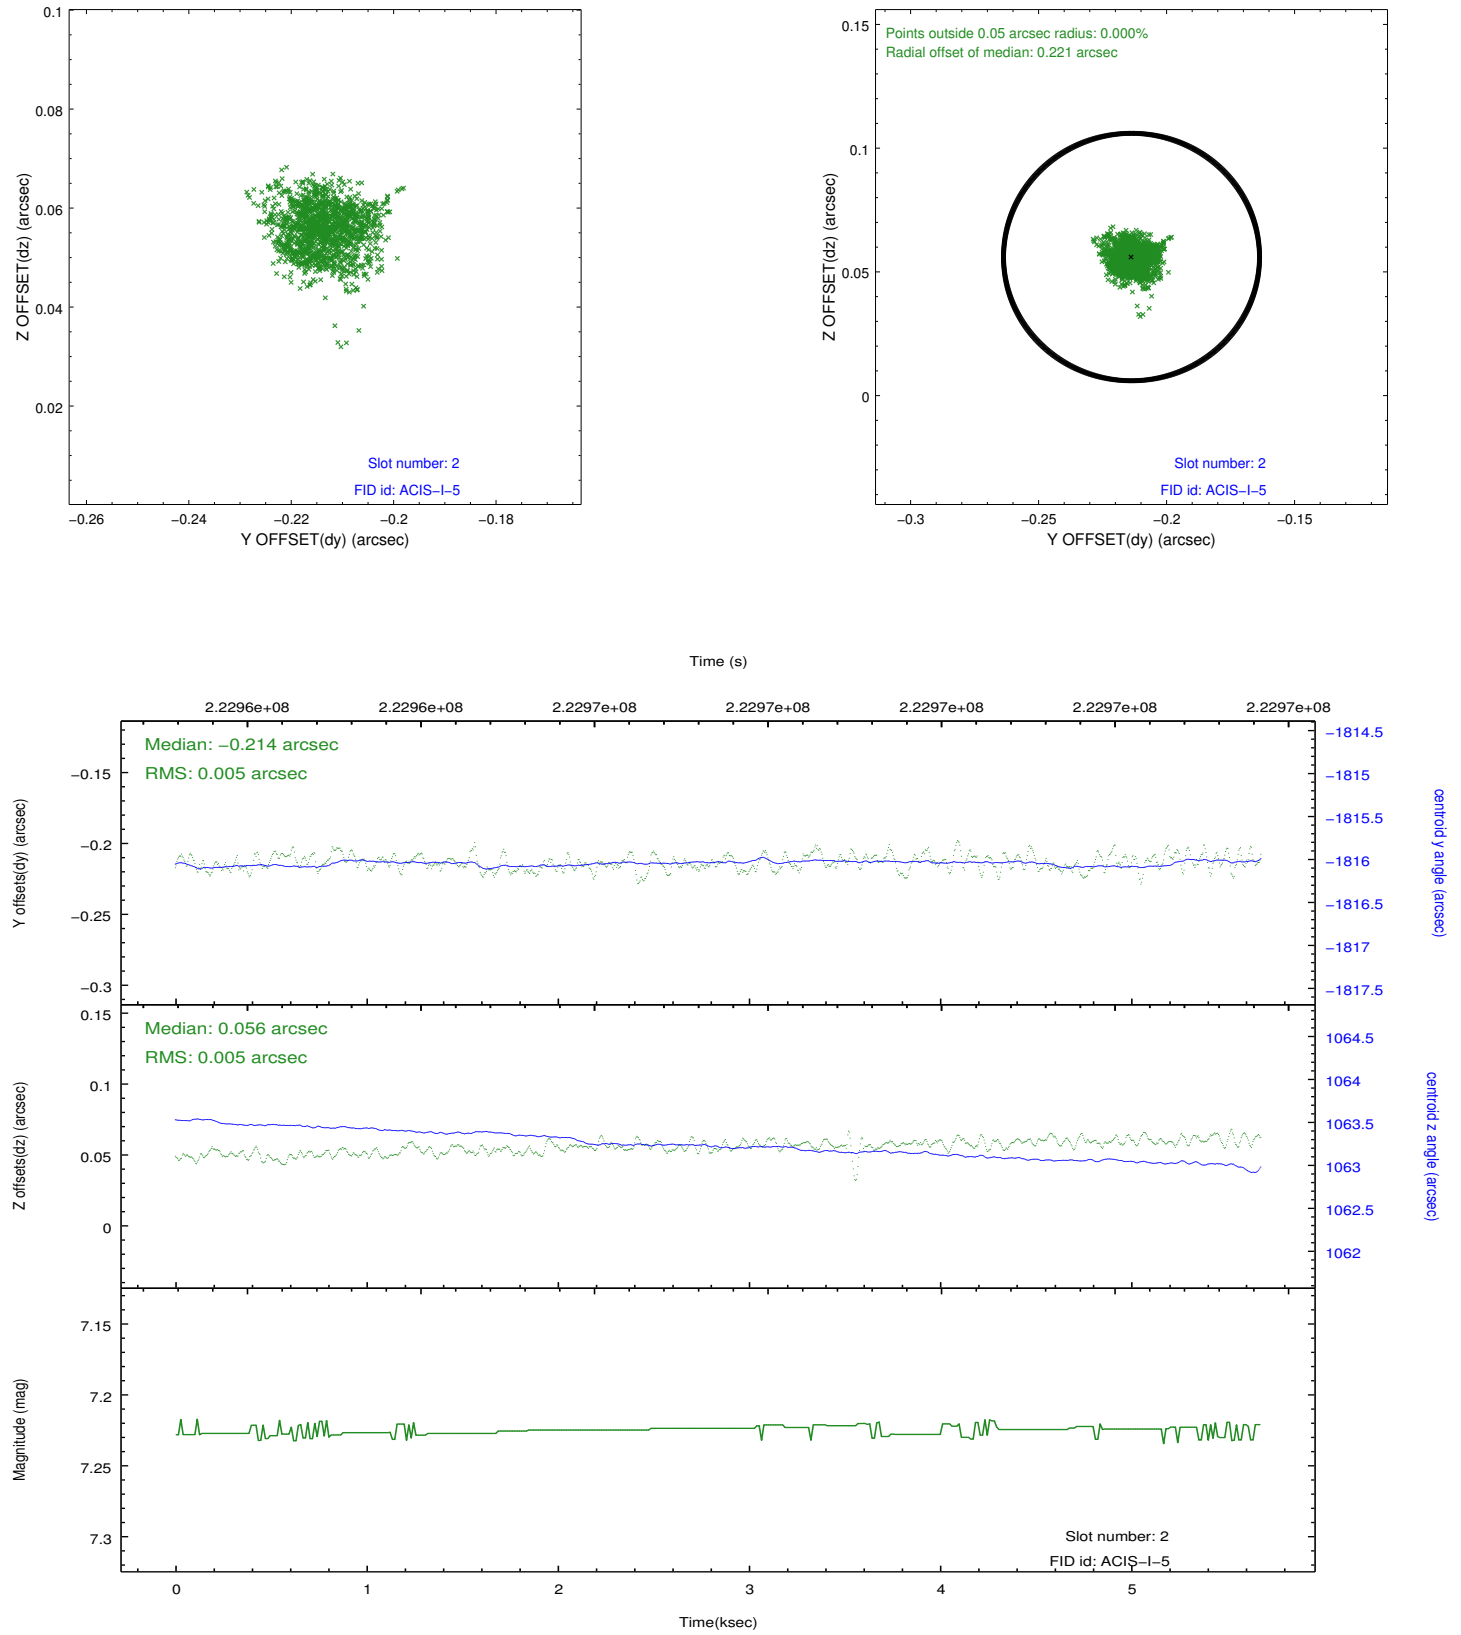 0.1
0.08
0.06
0.04
0.02
Z OFFSET(dz) (arcsec)
Slot number: 2
FID id: ACIS−I−5
−0.26 −0.24 −0.22 −0.2 −0.18
Y OFFSET(dy) (arcsec)
Points outside 0.05 arcsec radius: 0.000%
Radial offset of median: 0.221 arcsec
0.15
0.1
0.05
0
Z OFFSET(dz) (arcsec)
Slot number: 2
FID id: ACIS−I−5
−0.3 −0.25 −0.2 −0.15
Y OFFSET(dy) (arcsec)
Time (s)
2.2296e+08 2.2296e+08 2.2297e+08 2.2297e+08 2.2297e+08 2.2297e+08 2.2297e+08
Median: −0.214 arcsec
RMS: 0.005 arcsec
−0.15
−0.2
−0.25
−0.3
Y offsets(dy) (arcsec)
−1814.5
−1815
−1815.5
−1816
−1816.5
−1817
−1817.5
centroid y angle (arcsec)
Median: 0.056 arcsec
RMS: 0.005 arcsec
0.15
0.1
0.05
0
Z offsets(dz) (arcsec)
1064.5
1064
1063.5
1063
1062.5
1062
centroid z angle (arcsec)
7.15
7.2
7.25
7.3
Magnitude (mag)
Slot number: 2
FID id: ACIS−I−5
0 1 2 3 4 5
Time(ksec)